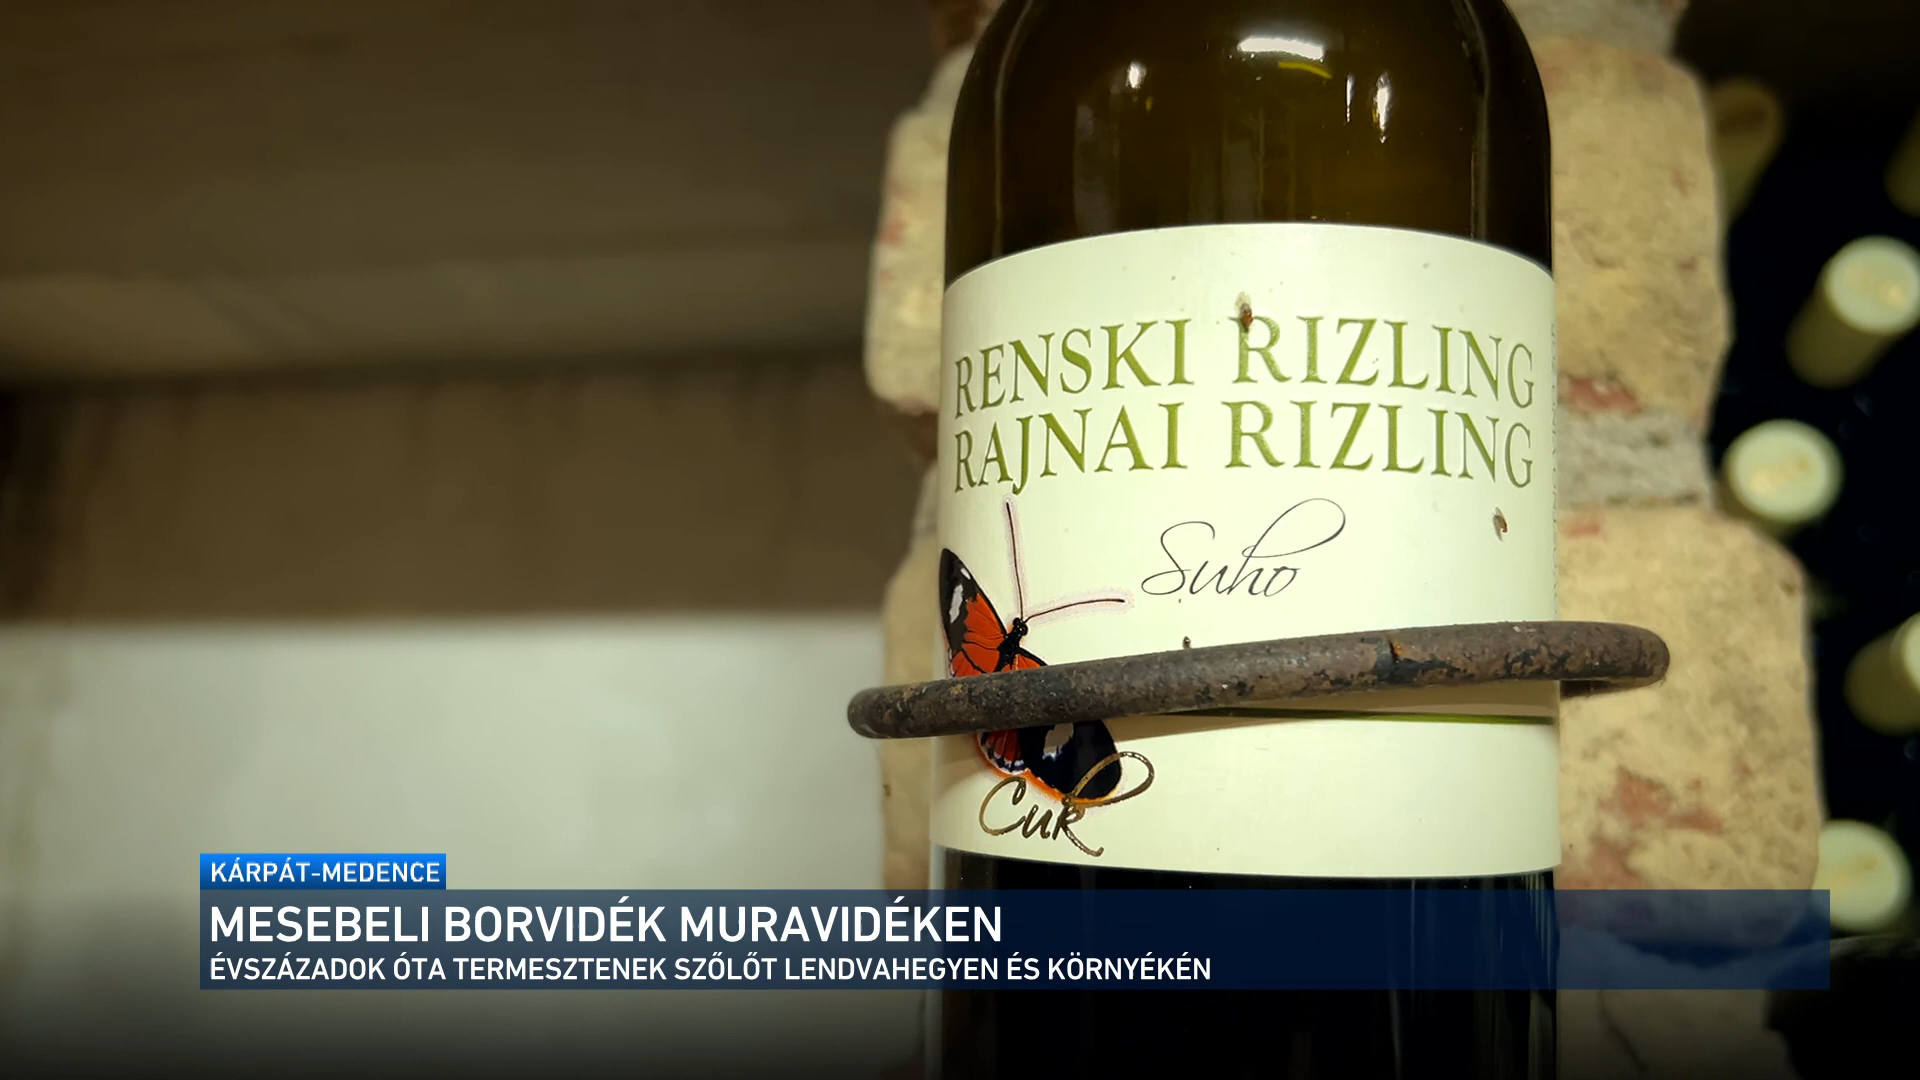 RENSKI RIZLING
RAJNAI RIZLING
Suho
Cuk
KÁRPÁT-MEDENCE
MESEBELI BORVIDÉK MURAVIDÉKEN
ÉVSZÁZADOK ÓTA TERMESZTENEK SZŐLŐT LENDVAHEGYEN ÉS KÖRNYÉKÉN